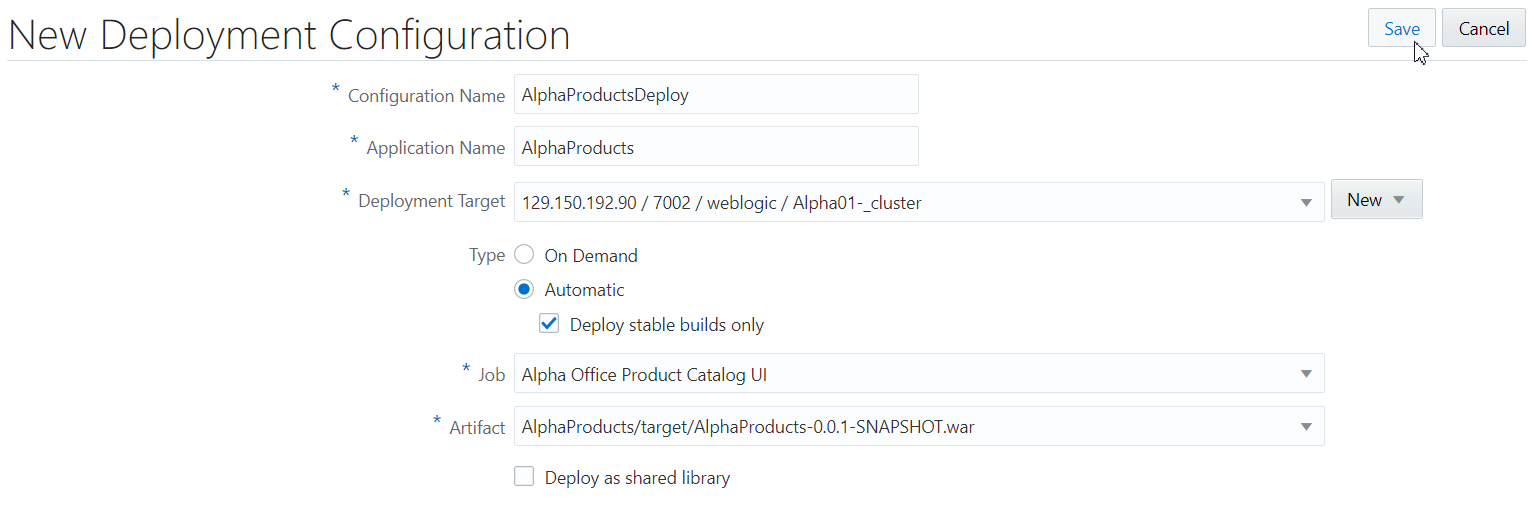 New Deployment Configuration
Save Cancel
* Configuration Name AlphaProductsDeploy
* Application Name AlphaProducts
* Deployment Target 129.150.192.90 / 7002 / weblogic / Alpha01-_cluster New
Type On Demand
Automatic
Deploy stable builds only
* Job Alpha Office Product Catalog UI
* Artifact AlphaProducts/target/AlphaProducts-0.0.1-SNAPSHOT.war
Deploy as shared library